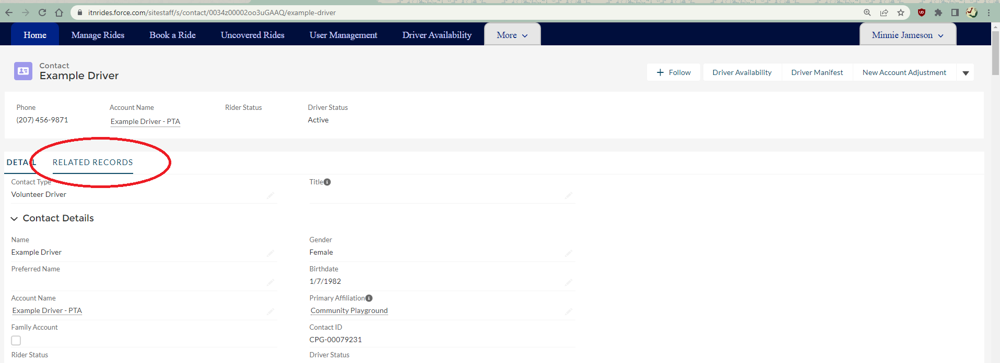 itnrides.force.com/sitestaff/s/contact/0034z00002oo3uGAAQ/example-driver
Home Manage Rides Book a Ride Uncovered Rides User Management Driver Availability More Minnie Jameson
Contact
Example Driver
Follow Driver Availability Driver Manifest New Account Adjustment
Phone Account Name Rider Status Driver Status
(207) 456-9871 Example Driver - PTA Active
DETAIL RELATED RECORDS
Contact Type Title
Volunteer Driver
Contact Details
Name Gender
Example Driver Female
Preferred Name Birthdate
1/7/1982
Account Name Primary Affiliation
Example Driver - PTA Community Playground
Family Account Contact ID
CPG-00079231
Rider Status Driver Status